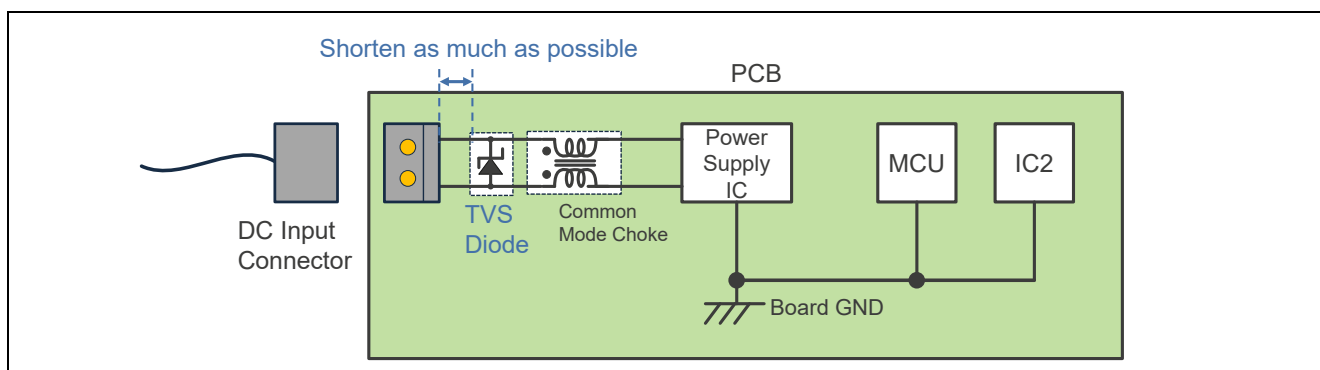 Shorten as much as possible
PCB
Power
Supply
IC
MCU
IC2
TVS
Diode
Common
Mode Choke
DC Input
Connector
Board GND